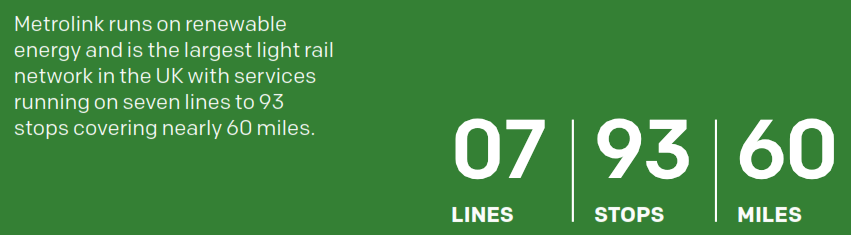 Metrolink runs on renewable
energy and is the largest light rail
network in the UK with services
running on seven lines to 93
stops covering nearly 60 miles.
07 93 60
LINES STOPS MILES